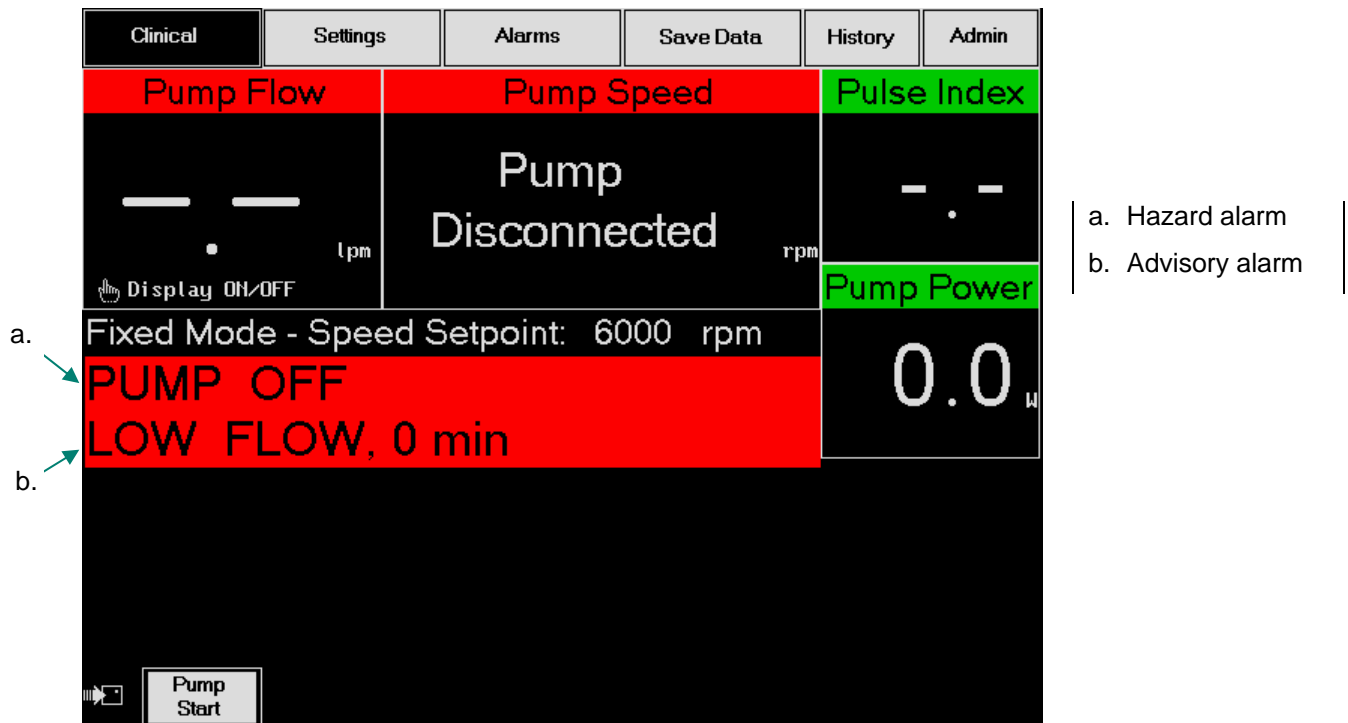 Clinical Settings Alarms Save Data History Admin
Pump Flow Pump Speed Pulse Index
Pump
Disconnected
-- -- . lpm rpm - . -
Display ON/OFF
Pump Power
Fixed Mode - Speed Setpoint: 6000 rpm
0.0 W
a. PUMP OFF
b. LOW FLOW, 0 min
Pump
Start
a. Hazard alarm
b. Advisory alarm